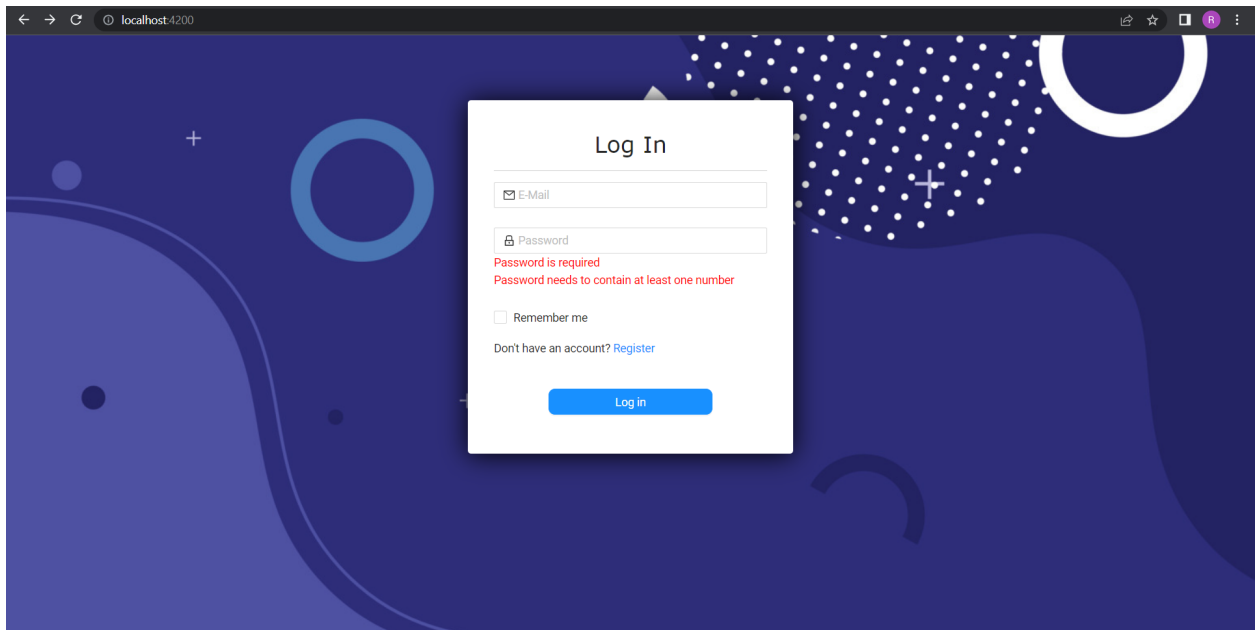 localhost:4200
R
Log In
E-Mail
Password
Password is required
Password needs to contain at least one number
Remember me
Don't have an account? Register
Log in